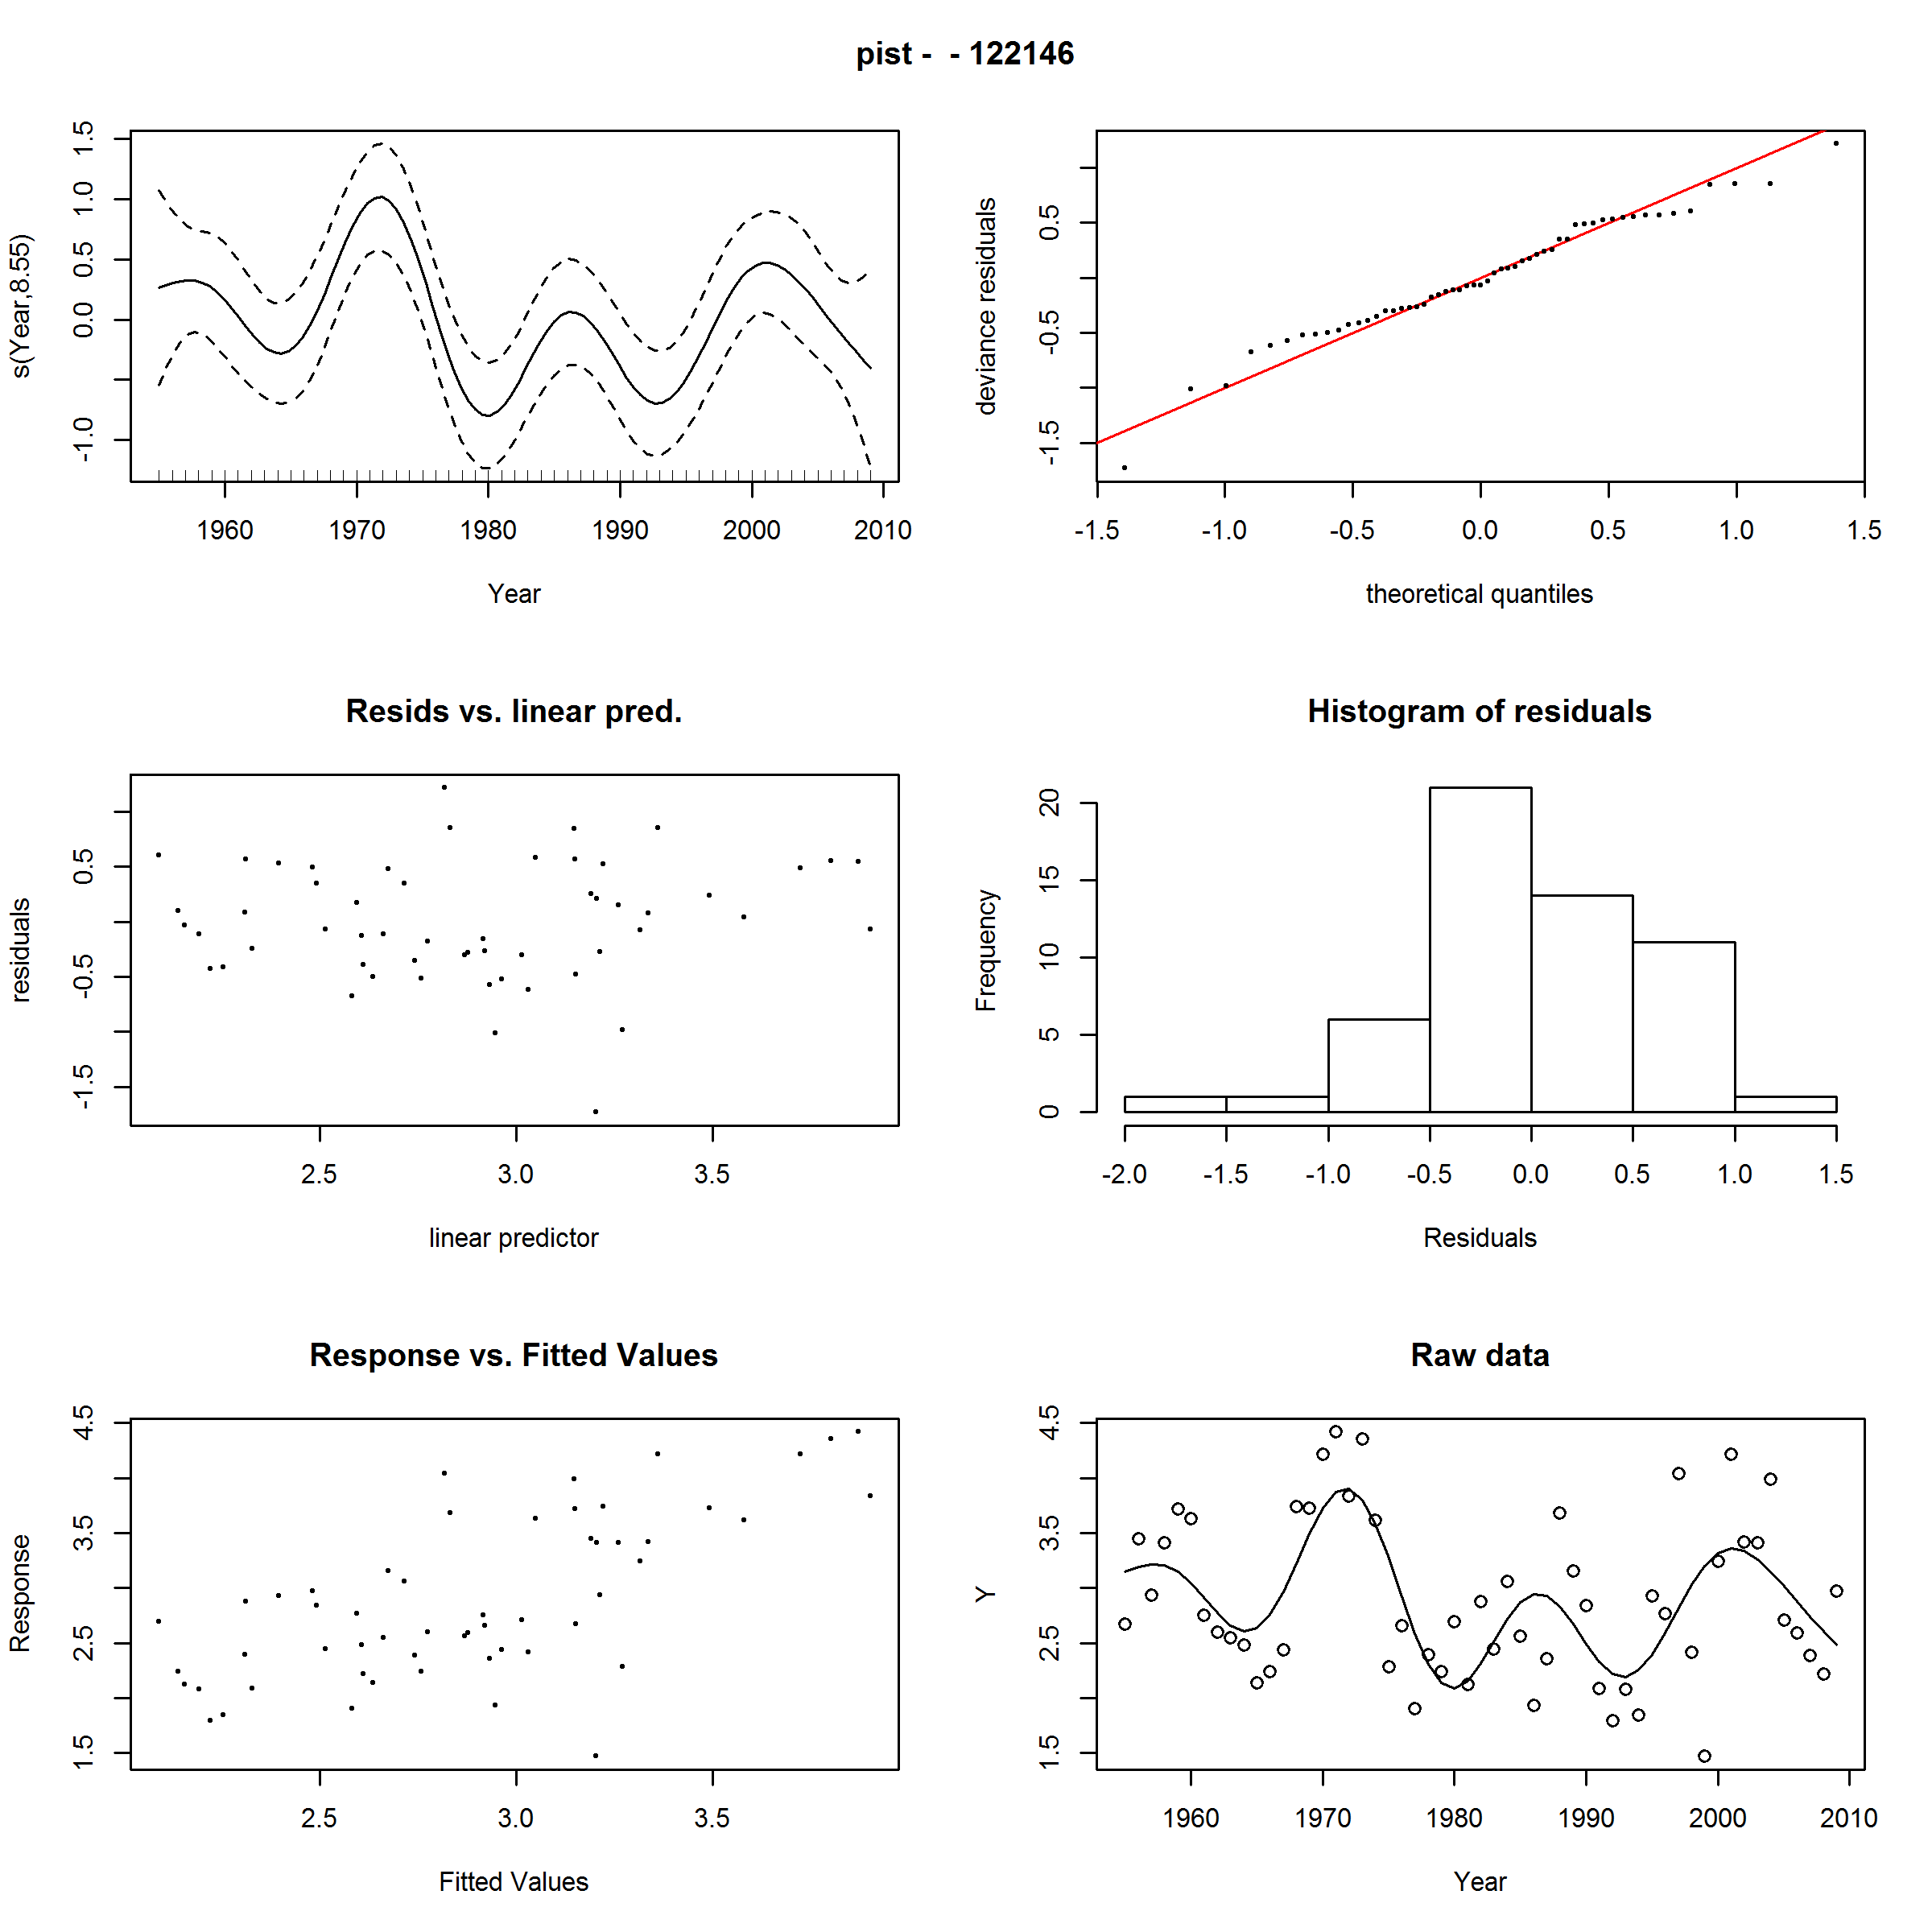 pist -  - 122146
s(Year,8.55)
-1.0 0.0 0.5 1.0 1.5
1960 1970 1980 1990 2000 2010
Year
deviance residuals
-1.5 -0.5 0.5
-1.5 -1.0 -0.5 0.0 0.5 1.0 1.5
theoretical quantiles
Resids vs. linear pred.
residuals
-1.5 -0.5 0.5
2.5 3.0 3.5
linear predictor
Histogram of residuals
Frequency
0 5 10 15 20
-2.0 -1.5 -1.0 -0.5 0.0 0.5 1.0 1.5
Residuals
Response vs. Fitted Values
Response
1.5 2.5 3.5 4.5
2.5 3.0 3.5
Fitted Values
Raw data
Y
1.5 2.5 3.5 4.5
1960 1970 1980 1990 2000 2010
Year